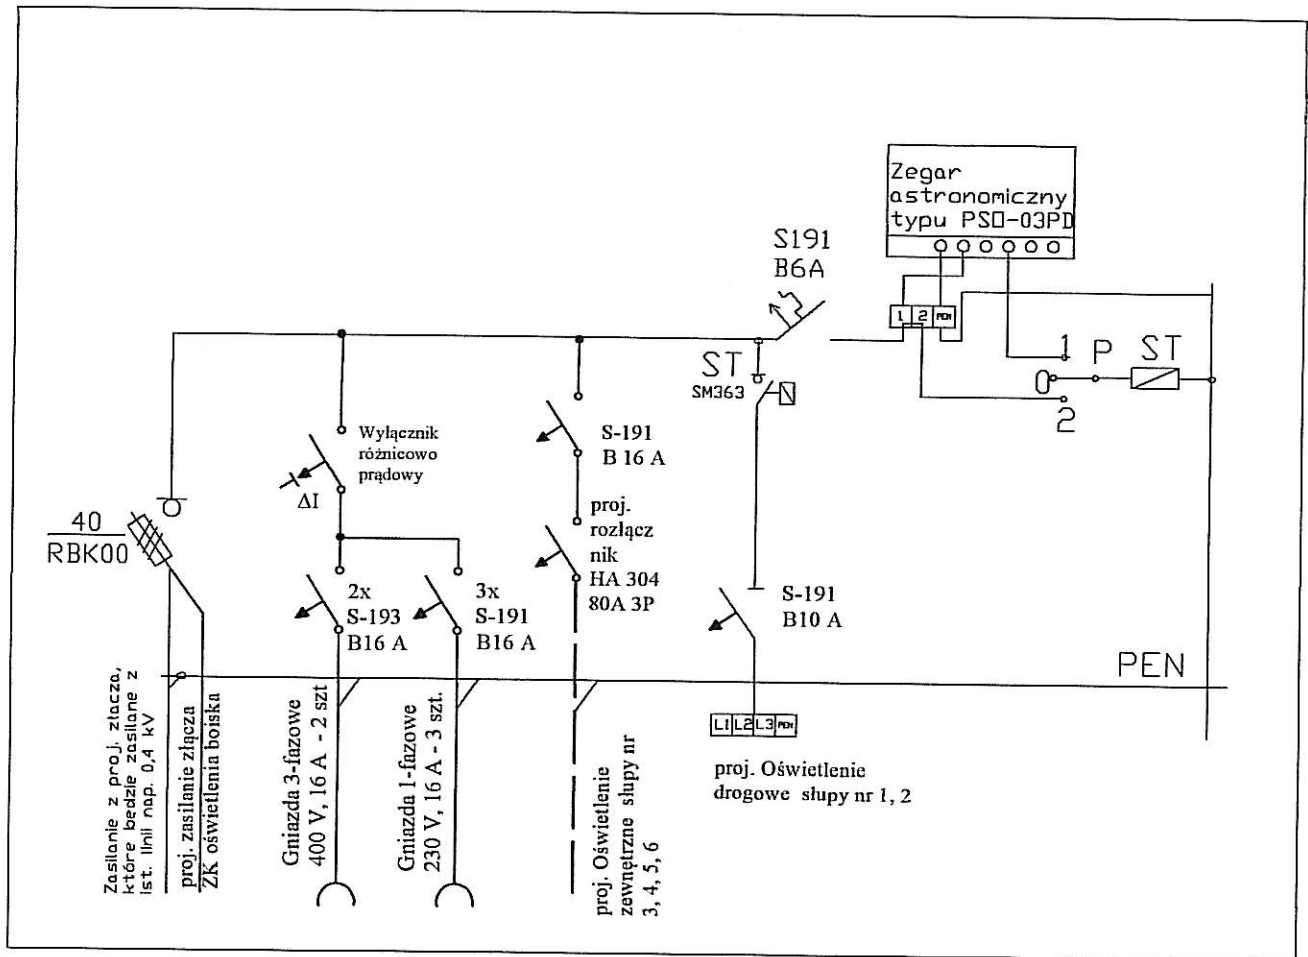 Zegar
astronomiczny
typu PSO-03PD
S191
B6A
1 2 PEN
1
P
ST
2
ST
SM363
Wyłącznik
różnicowo
prądowy
ΔI
S-191
B 16 A
40
RBK00
proj.
rozłącz
nik
HA 304
80A 3P
2x
S-193
B16 A
3x
S-191
B16 A
S-191
B10 A
PEN
L1 L2 L3 PEN
proj. Oświetlenie
drogowe słupy nr 1, 2
Zasilanie z proj. złącza,
które bedzie zasilane z
ist. linii nap. 0,4 kV
proj. zasilanie złącza
ZK oświetlenia boiska
Gniazda 3-fazowe
400 V, 16 A - 2 szt
Gniazda 1-fazowe
230 V, 16 A - 3 szt.
proj. Oświetlenie
zewnętrzne słupy nr
3, 4, 5, 6